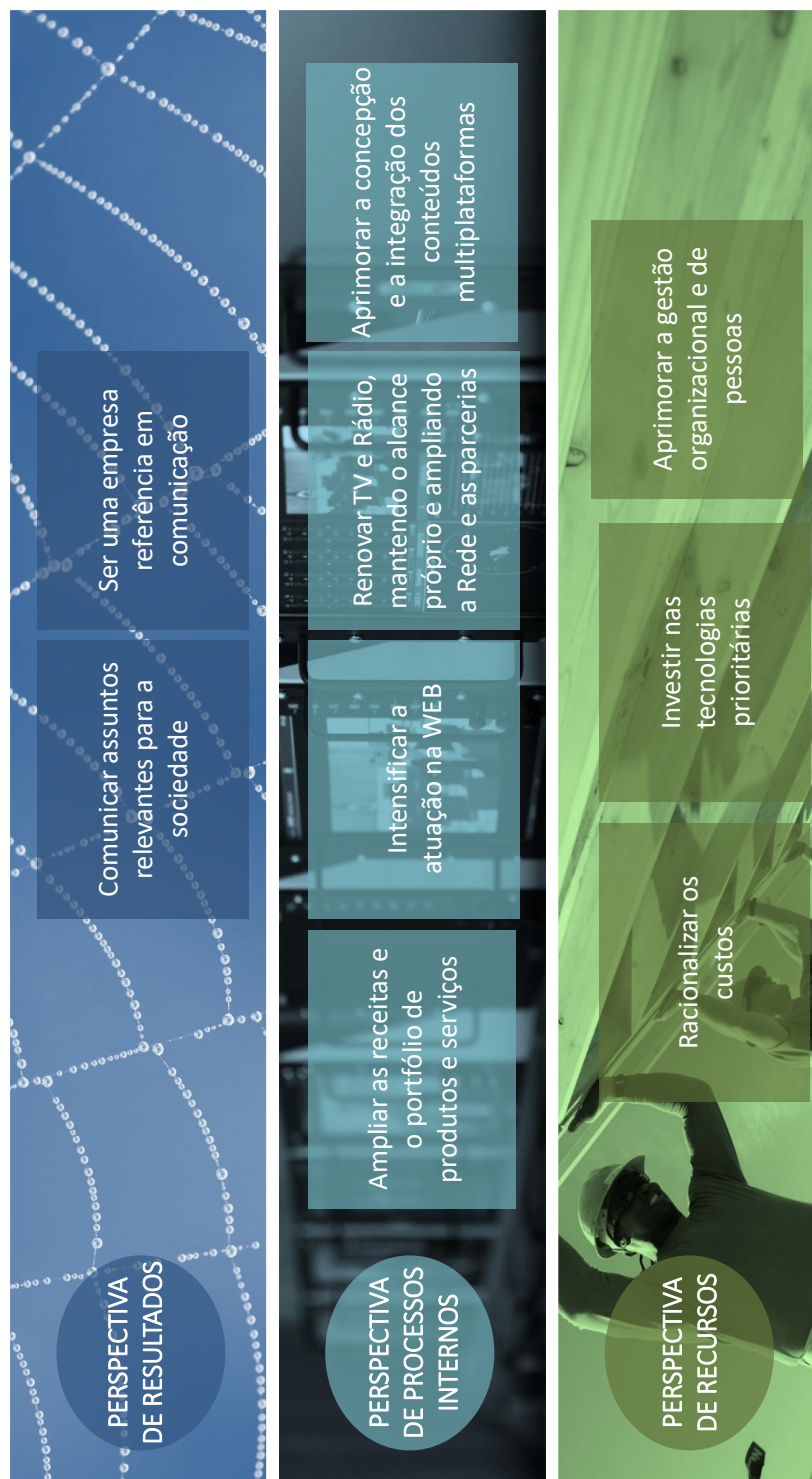 PERSPECTIVA
DE RESULTADOS
Comunicar assuntos
relevantes para a
sociedade
Ser uma empresa
referência em
comunicação
PERSPECTIVA
DE PROCESSOS
INTERNOS
Ampliar as receitas e
o portfólio de
produtos e serviços
Intensificar a
atuação na WEB
Renovar TV e Rádio,
mantendo o alcance
próprio e ampliando
a Rede e as parcerias
Aprimorar a concepção
e a integração dos
conteúdos
multiplataformas
PERSPECTIVA
DE RECURSOS
Racionalizar os
custos
Investir nas
tecnologias
prioritárias
Aprimorar a gestão
organizacional e de
pessoas